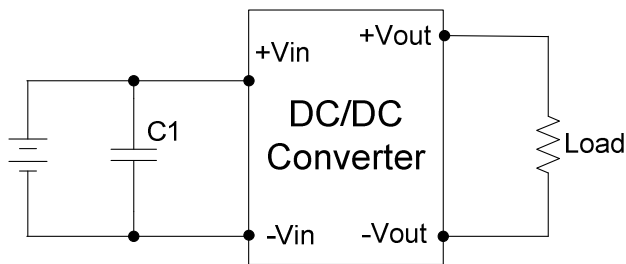 +Vout
+Vin
DC/DC
Converter
C1
Load
-Vin
-Vout